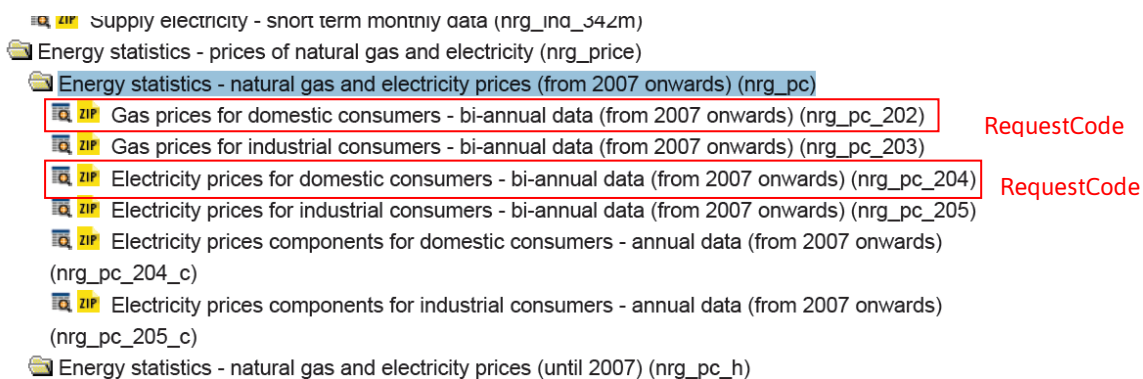 ZIP Supply electricity - short term monthly data (nrg_ind_342m)
Energy statistics - prices of natural gas and electricity (nrg_price)
Energy statistics - natural gas and electricity prices (from 2007 onwards) (nrg_pc)
ZIP Gas prices for domestic consumers - bi-annual data (from 2007 onwards) (nrg_pc_202) RequestCode
ZIP Gas prices for industrial consumers - bi-annual data (from 2007 onwards) (nrg_pc_203)
ZIP Electricity prices for domestic consumers - bi-annual data (from 2007 onwards) (nrg_pc_204) RequestCode
ZIP Electricity prices for industrial consumers - bi-annual data (from 2007 onwards) (nrg_pc_205)
ZIP Electricity prices components for domestic consumers - annual data (from 2007 onwards)
(nrg_pc_204_c)
ZIP Electricity prices components for industrial consumers - annual data (from 2007 onwards)
(nrg_pc_205_c)
Energy statistics - natural gas and electricity prices (until 2007) (nrg_pc_h)